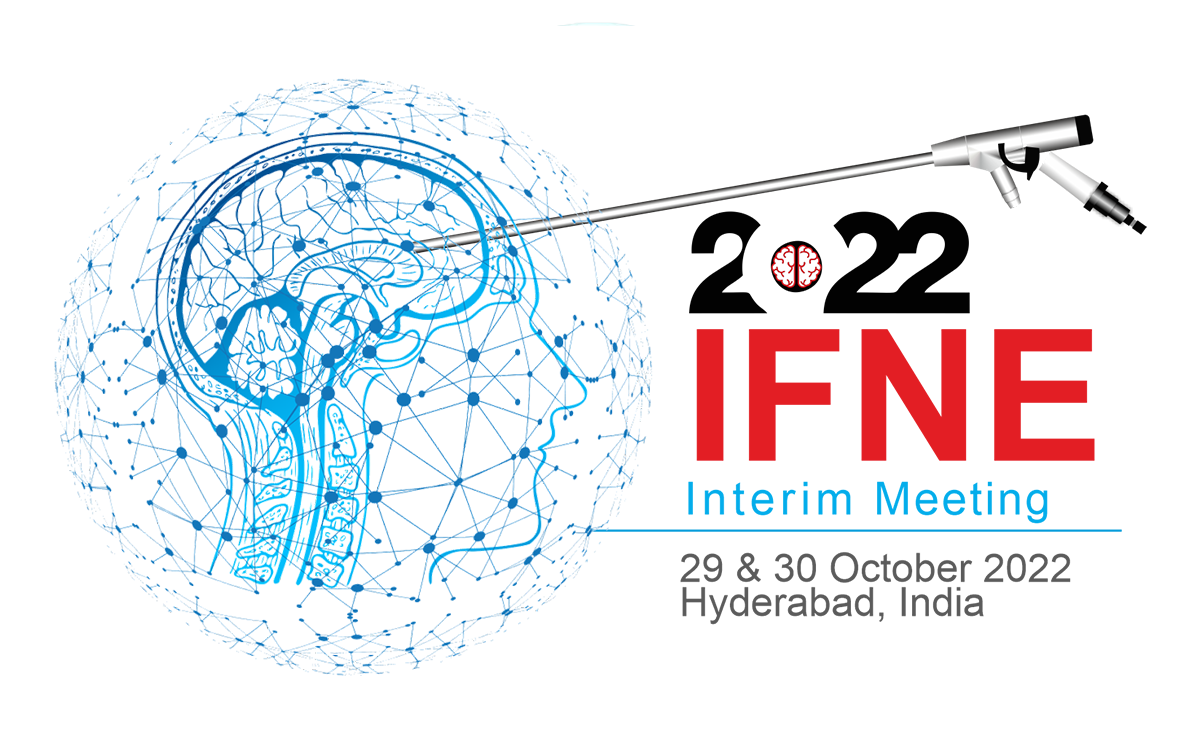 2022
IFNE
Interim Meeting
29 & 30 October 2022
Hyderabad, India